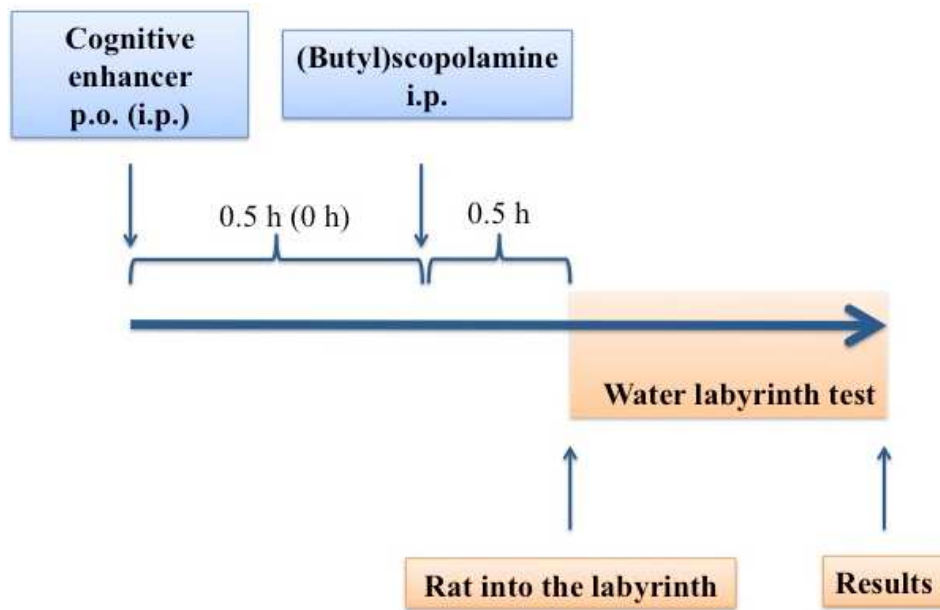 Cognitive
enhancer
p.o. (i.p.)
(Butyl)scopolamine
i.p.
0.5 h (0 h)
0.5 h
Water labyrinth test
Rat into the labyrinth
Results